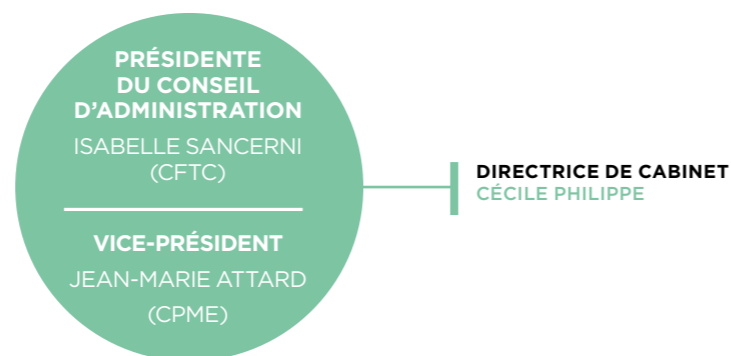 PRÉSIDENTE
DU CONSEIL
D’ADMINISTRATION
ISABELLE SANCERNI
(CFTC)
VICE-PRÉSIDENT
JEAN-MARIE ATTARD
(CPME)
DIRECTRICE DE CABINET
CÉCILE PHILIPPE